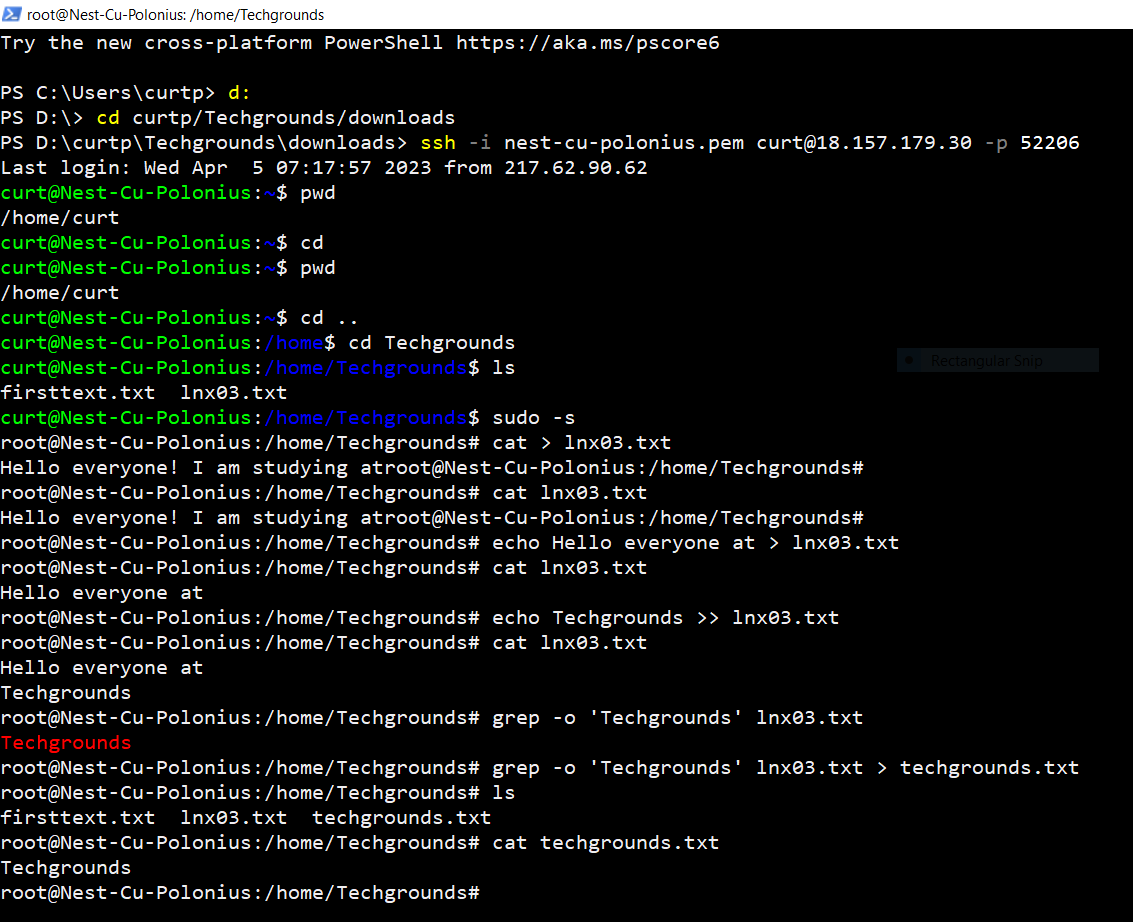 root@Nest-Cu-Polonius: /home/Techgrounds
Try the new cross-platform PowerShell https://aka.ms/pscore6
PS C:\Users\curtp> d:
PS D:\> cd curtp/Techgrounds/downloads
PS D:\curtp\Techgrounds\downloads> ssh -i nest-cu-polonius.pem curt@18.157.179.30 -p 52206
Last login: Wed Apr  5 07:17:57 2023 from 217.62.90.62
curt@Nest-Cu-Polonius:~$ pwd
/home/curt
curt@Nest-Cu-Polonius:~$ cd
curt@Nest-Cu-Polonius:~$ pwd
/home/curt
curt@Nest-Cu-Polonius:~$ cd ..
curt@Nest-Cu-Polonius:/home$ cd Techgrounds
Rectangular Snip
curt@Nest-Cu-Polonius:/home/Techgrounds$ ls
firsttext.txt  lnx03.txt
curt@Nest-Cu-Polonius:/home/Techgrounds$ sudo -s
root@Nest-Cu-Polonius:/home/Techgrounds# cat > lnx03.txt
Hello everyone! I am studying atroot@Nest-Cu-Polonius:/home/Techgrounds#
root@Nest-Cu-Polonius:/home/Techgrounds# cat lnx03.txt
Hello everyone! I am studying atroot@Nest-Cu-Polonius:/home/Techgrounds#
root@Nest-Cu-Polonius:/home/Techgrounds# echo Hello everyone at > lnx03.txt
root@Nest-Cu-Polonius:/home/Techgrounds# cat lnx03.txt
Hello everyone at
root@Nest-Cu-Polonius:/home/Techgrounds# echo Techgrounds >> lnx03.txt
root@Nest-Cu-Polonius:/home/Techgrounds# cat lnx03.txt
Hello everyone at
Techgrounds
root@Nest-Cu-Polonius:/home/Techgrounds# grep -o 'Techgrounds' lnx03.txt
Techgrounds
root@Nest-Cu-Polonius:/home/Techgrounds# grep -o 'Techgrounds' lnx03.txt > techgrounds.txt
root@Nest-Cu-Polonius:/home/Techgrounds# ls
firsttext.txt  lnx03.txt  techgrounds.txt
root@Nest-Cu-Polonius:/home/Techgrounds# cat techgrounds.txt
Techgrounds
root@Nest-Cu-Polonius:/home/Techgrounds#